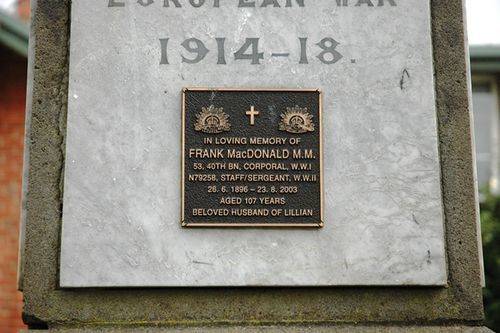 EUROPEAN WAR
1914-18.
IN LOVING MEMORY OF
FRANK MacDONALD M.M.
53, 40TH BN, CORPORAL, W.W.I
N79258, STAFF/SERGEANT, W.W.II
26. 6. 1896 – 23. 8. 2003
AGED 107 YEARS
BELOVED HUSBAND OF LILLIAN